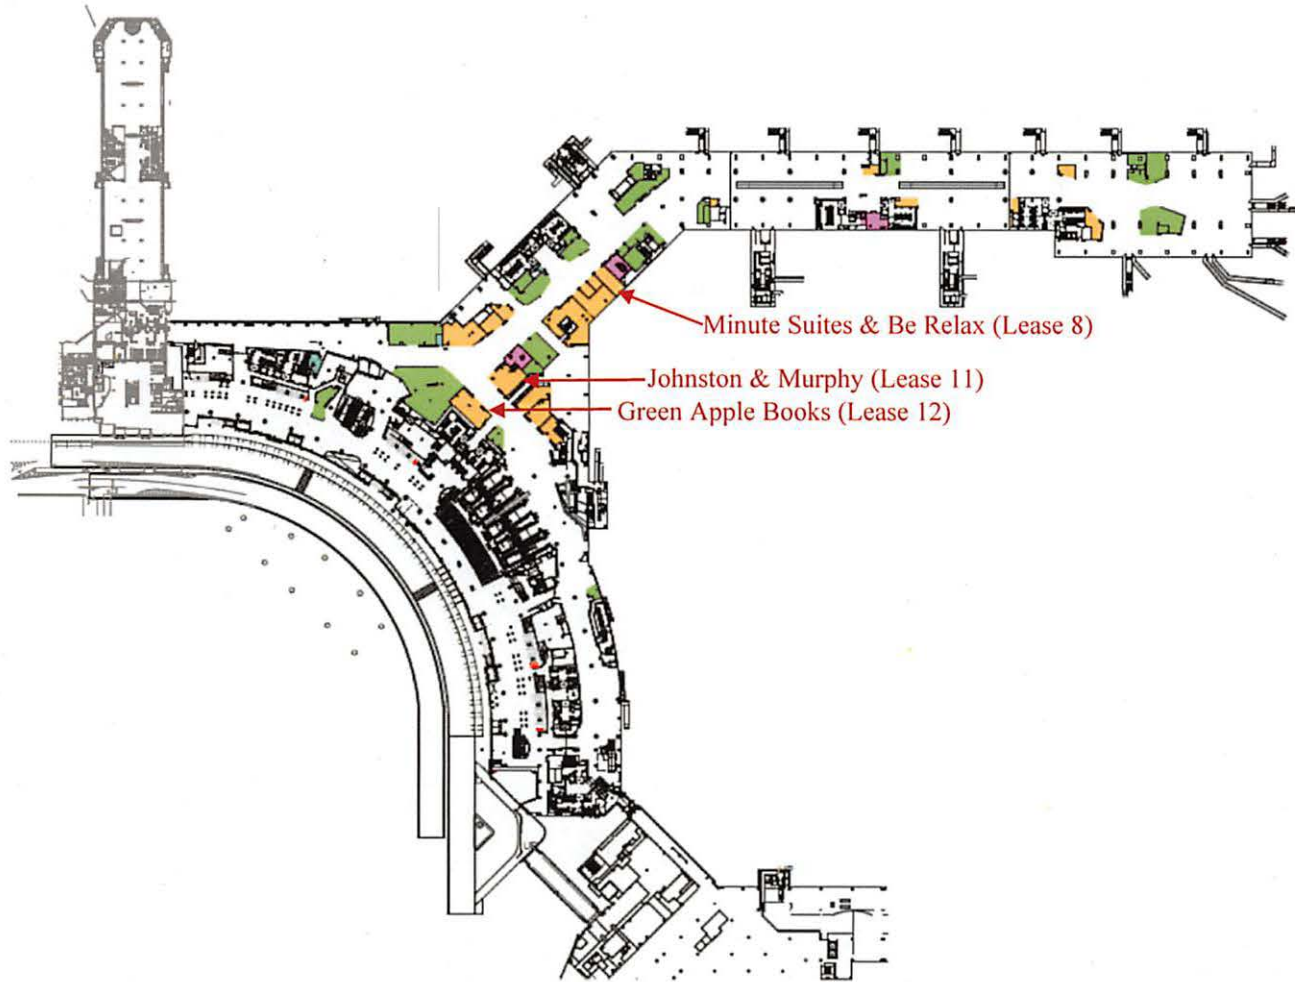 Minute Suites & Be Relax (Lease 8)
Johnston & Murphy (Lease 11)
Green Apple Books (Lease 12)